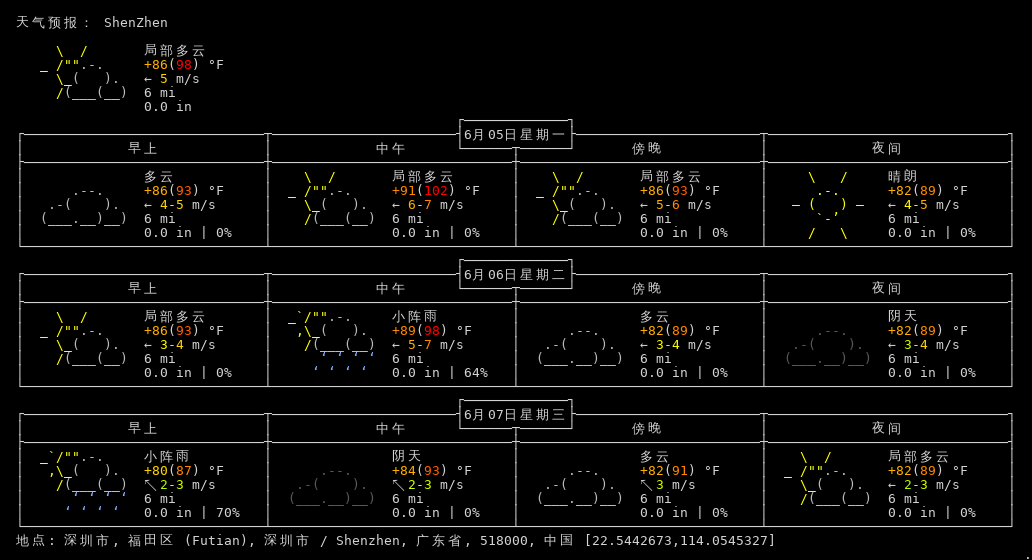 天气预报： ShenZhen
局部多云
+86(98) °F
← 5 m/s
6 mi
0.0 in
6月05日星期一
早上 中午 傍晚 夜间
多云 局部多云 局部多云 晴朗
+86(93) °F +91(102) °F +86(93) °F +82(89) °F
← 4-5 m/s ← 6-7 m/s ← 5-6 m/s ← 4-5 m/s
6 mi 6 mi 6 mi 6 mi
0.0 in | 0% 0.0 in | 0% 0.0 in | 0% 0.0 in | 0%
6月06日星期二
早上 中午 傍晚 夜间
局部多云 小阵雨 多云 阴天
+86(93) °F +89(98) °F +82(89) °F +82(89) °F
← 3-4 m/s ← 5-7 m/s ← 3-4 m/s ← 3-4 m/s
6 mi 6 mi 6 mi 6 mi
0.0 in | 0% 0.0 in | 64% 0.0 in | 0% 0.0 in | 0%
6月07日星期三
早上 中午 傍晚 夜间
小阵雨 阴天 多云 局部多云
+80(87) °F +84(93) °F +82(91) °F +82(89) °F
↖ 2-3 m/s ↖ 2-3 m/s ↖ 3 m/s ← 2-3 m/s
6 mi 6 mi 6 mi 6 mi
0.0 in | 70% 0.0 in | 0% 0.0 in | 0% 0.0 in | 0%
地点: 深圳市, 福田区 (Futian), 深圳市 / Shenzhen, 广东省, 518000, 中国 [22.5442673,114.0545327]